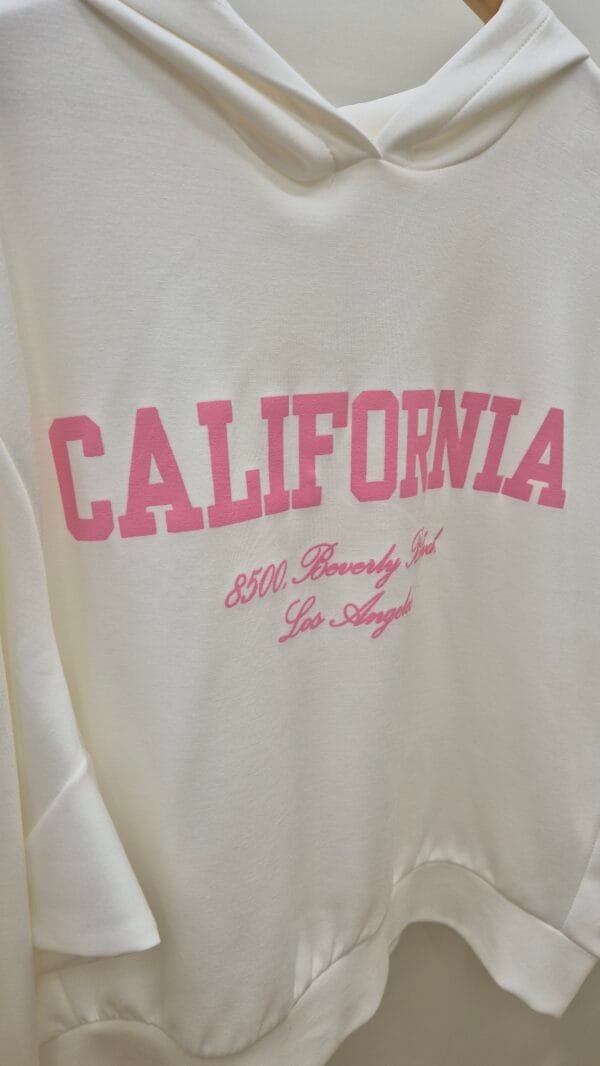 CALIFORNIA
8500, Beverly Blvd.
Los Angeles